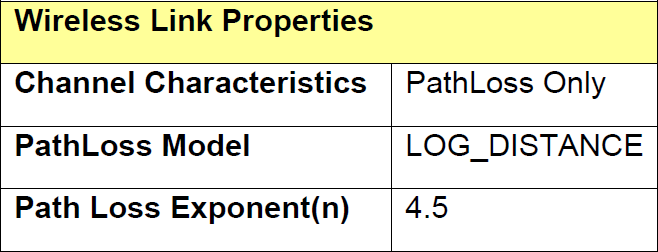 Wireless Link Properties
Channel Characteristics PathLoss Only
PathLoss Model LOG_DISTANCE
Path Loss Exponent(n) 4.5